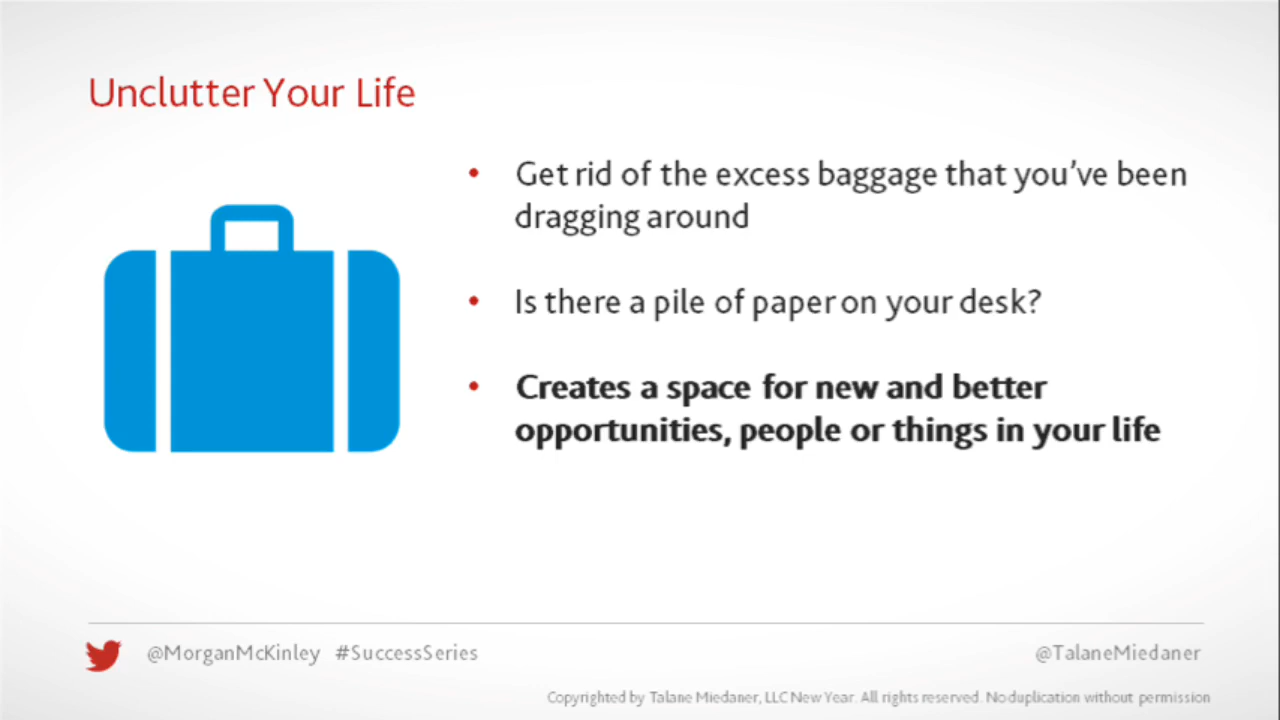 Unclutter Your Life
• Get rid of the excess baggage that you've been
dragging around
• Is there a pile of paper on your desk?
• Creates a space for new and better
opportunities, people or things in your life
@MorganMcKinley #SuccessSeries
@TalaneMiedaner
Copyrighted by Talane Miedaner, LLC New Year. All rights reserved. No duplication without permission